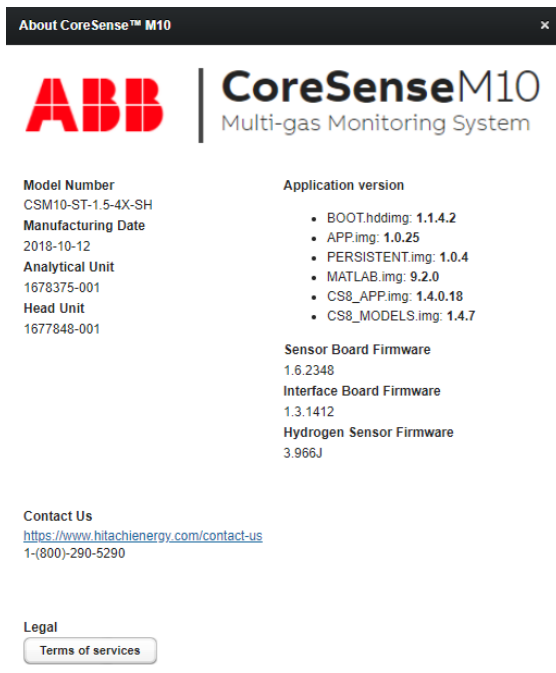 About CoreSense™ M10
×
ABB
CoreSenseM10
Multi-gas Monitoring System
Model Number
CSM10-ST-1.5-4X-SH
Manufacturing Date
2018-10-12
Analytical Unit
1678375-001
Head Unit
1677848-001
Application version
• BOOT.hddimg: 1.1.4.2
• APP.img: 1.0.25
• PERSISTENT.img: 1.0.4
• MATLAB.img: 9.2.0
• CS8_APP.img: 1.4.0.18
• CS8_MODELS.img: 1.4.7
Sensor Board Firmware
1.6.2348
Interface Board Firmware
1.3.1412
Hydrogen Sensor Firmware
3.966J
Contact Us
https://www.hitachienergy.com/contact-us
1-(800)-290-5290
Legal
Terms of services